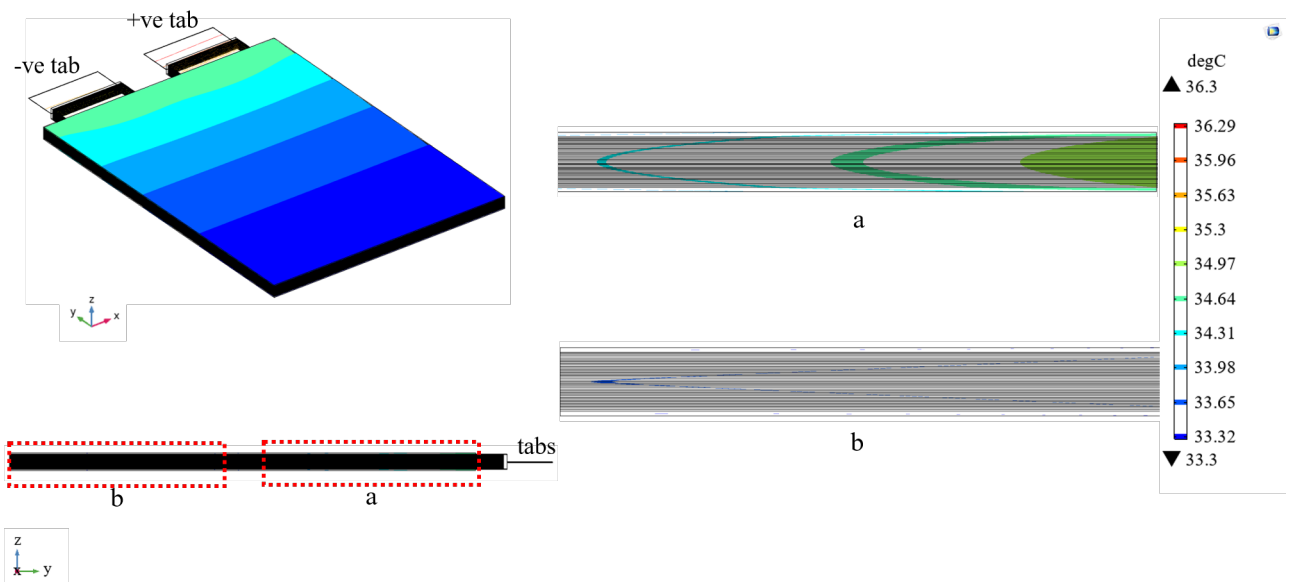 +ve tab
-ve tab
z
y
x
degC
36.3
36.29
35.96
35.63
35.3
34.97
34.64
34.31
33.98
33.65
33.32
33.3
a
b
tabs
b
a
z
x
y